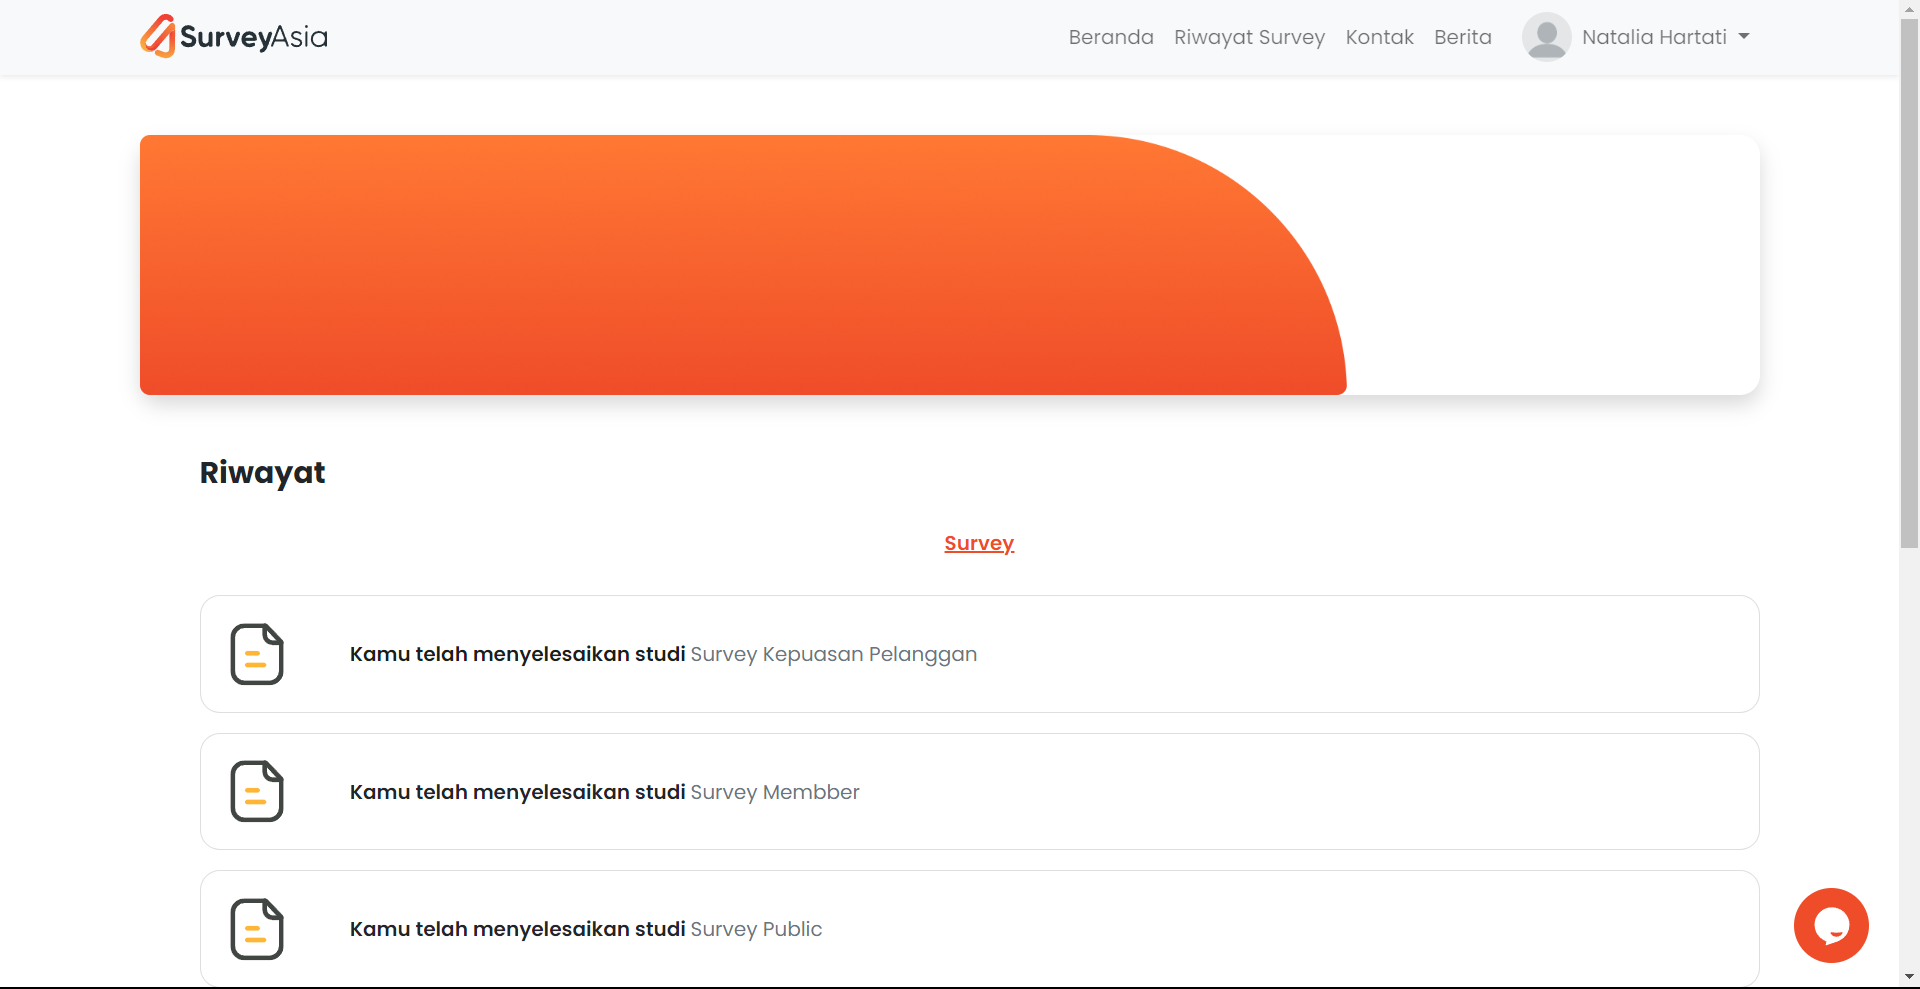 SurveyAsia
Beranda Riwayat Survey Kontak Berita Natalia Hartati
Riwayat
Survey
Kamu telah menyelesaikan studi Survey Kepuasan Pelanggan
Kamu telah menyelesaikan studi Survey Membber
Kamu telah menyelesaikan studi Survey Public